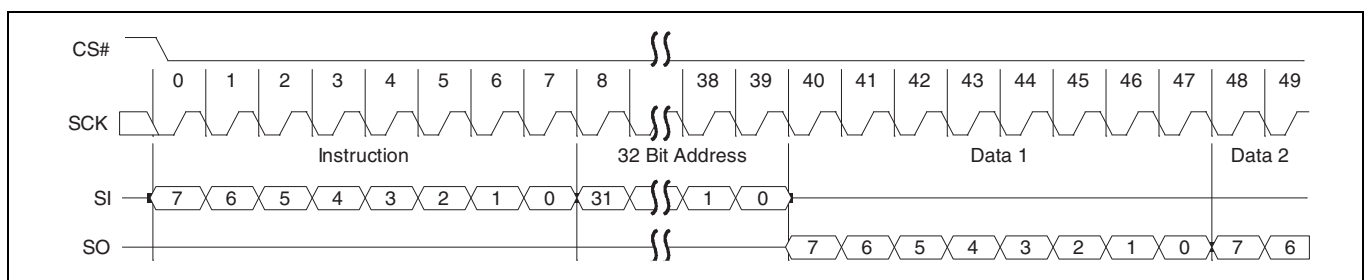 CS#
0 1 2 3 4 5 6 7 8 38 39 40 41 42 43 44 45 46 47 48 49
SCK
Instruction 32 Bit Address Data 1 Data 2
SI 7 6 5 4 3 2 1 0 31 1 0
SO 7 6 5 4 3 2 1 0 7 6